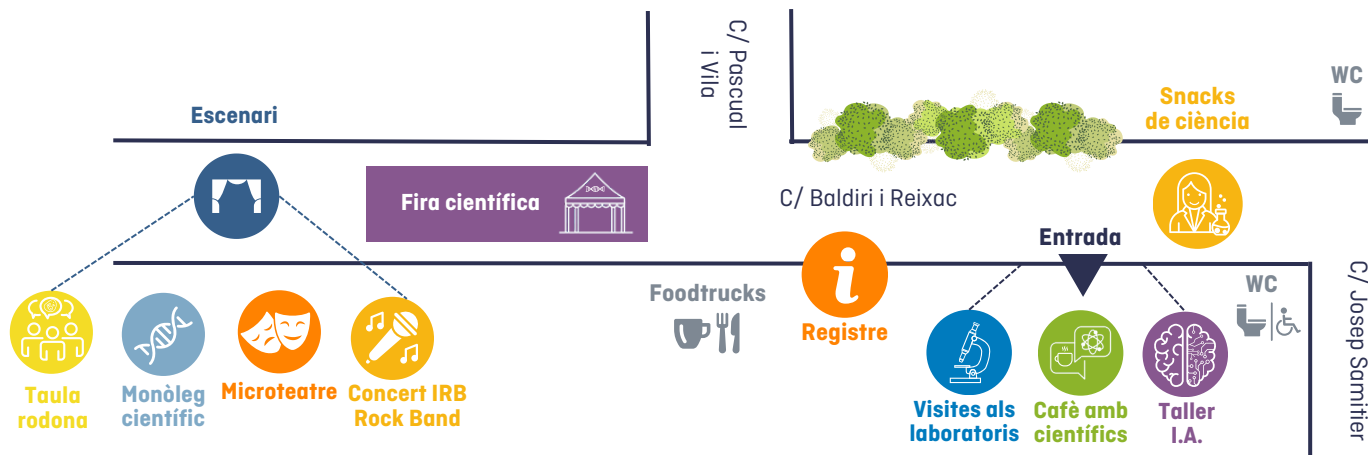 C/ Pascual
i Vila
WC
Snacks
de ciència
Escenari
Fira científica
C/ Baldiri i Reixac
Entrada
C/ Josep Samitier
WC
Foodtrucks
i
Registre
Taula
rodona
Monòleg
científic
Microteatre
Concert IRB
Rock Band
Visites als
laboratoris
Cafè amb
científics
Taller
I.A.